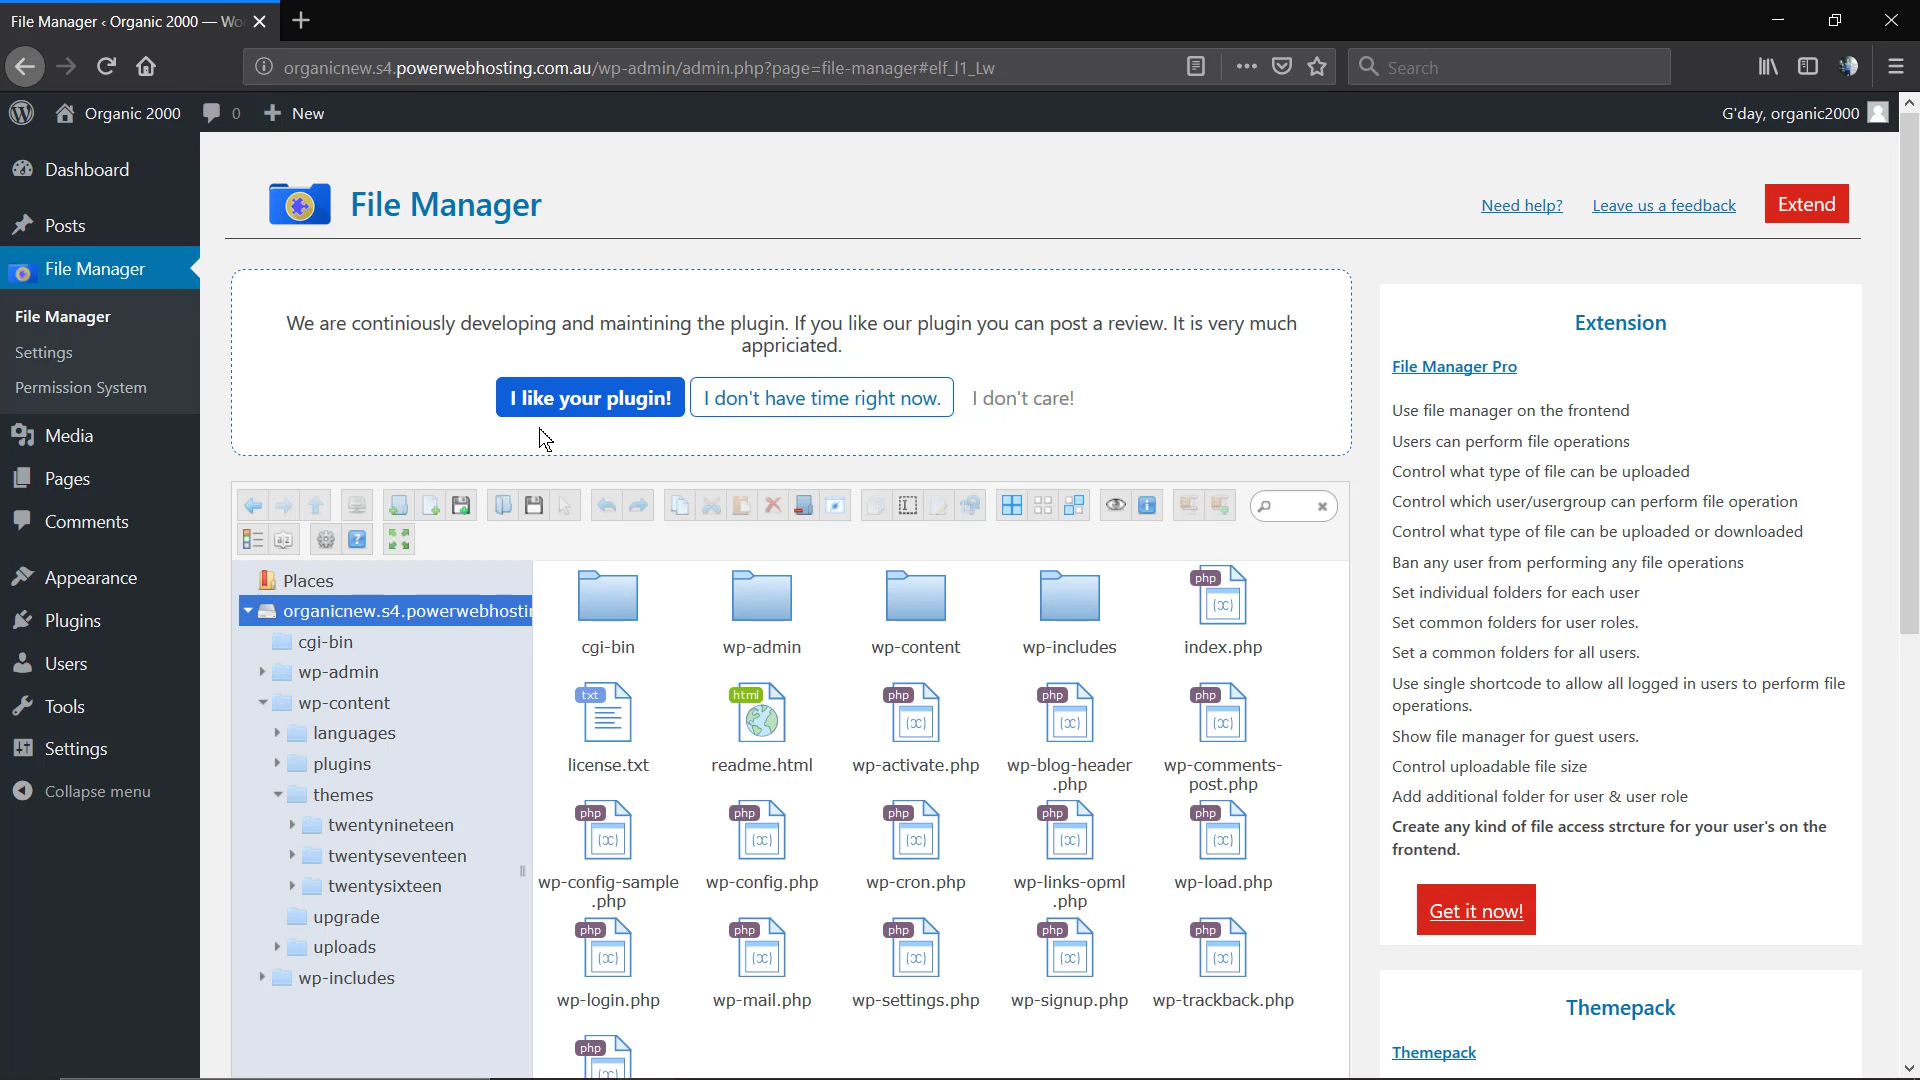 File Manager ‹ Organic 2000 — Wo
organicnew.s4.powerwebhosting.com.au/wp-admin/admin.php?page=file-manager#elf_l1_Lw
Search
Organic 2000
0
New
G'day, organic2000
Dashboard
Posts
File Manager
File Manager
Settings
Permission System
Media
Pages
Comments
Appearance
Plugins
Users
Tools
Settings
Collapse menu
File Manager
Need help?
Leave us a feedback
Extend
We are continiously developing and maintining the plugin. If you like our plugin you can post a review. It is very much
appriciated.
I like your plugin!
I don't have time right now.
I don't care!
Places
organicnew.s4.powerwebhostin
cgi-bin
wp-admin
wp-content
languages
plugins
themes
twentynineteen
twentyseventeen
twentysixteen
upgrade
uploads
wp-includes
cgi-bin
wp-admin
wp-content
wp-includes
php
index.php
txt
license.txt
html
readme.html
php
wp-activate.php
php
wp-blog-header
.php
php
wp-comments-
post.php
php
wp-config-sample
.php
php
wp-config.php
php
wp-cron.php
php
wp-links-opml
.php
php
wp-load.php
php
wp-login.php
php
wp-mail.php
php
wp-settings.php
php
wp-signup.php
php
wp-trackback.php
php
Extension
File Manager Pro
Use file manager on the frontend
Users can perform file operations
Control what type of file can be uploaded
Control which user/usergroup can perform file operation
Control what type of file can be uploaded or downloaded
Ban any user from performing any file operations
Set individual folders for each user
Set common folders for user roles.
Set a common folders for all users.
Use single shortcode to allow all logged in users to perform file
operations.
Show file manager for guest users.
Control uploadable file size
Add additional folder for user & user role
Create any kind of file access strcture for your user's on the
frontend.
Get it now!
Themepack
Themepack